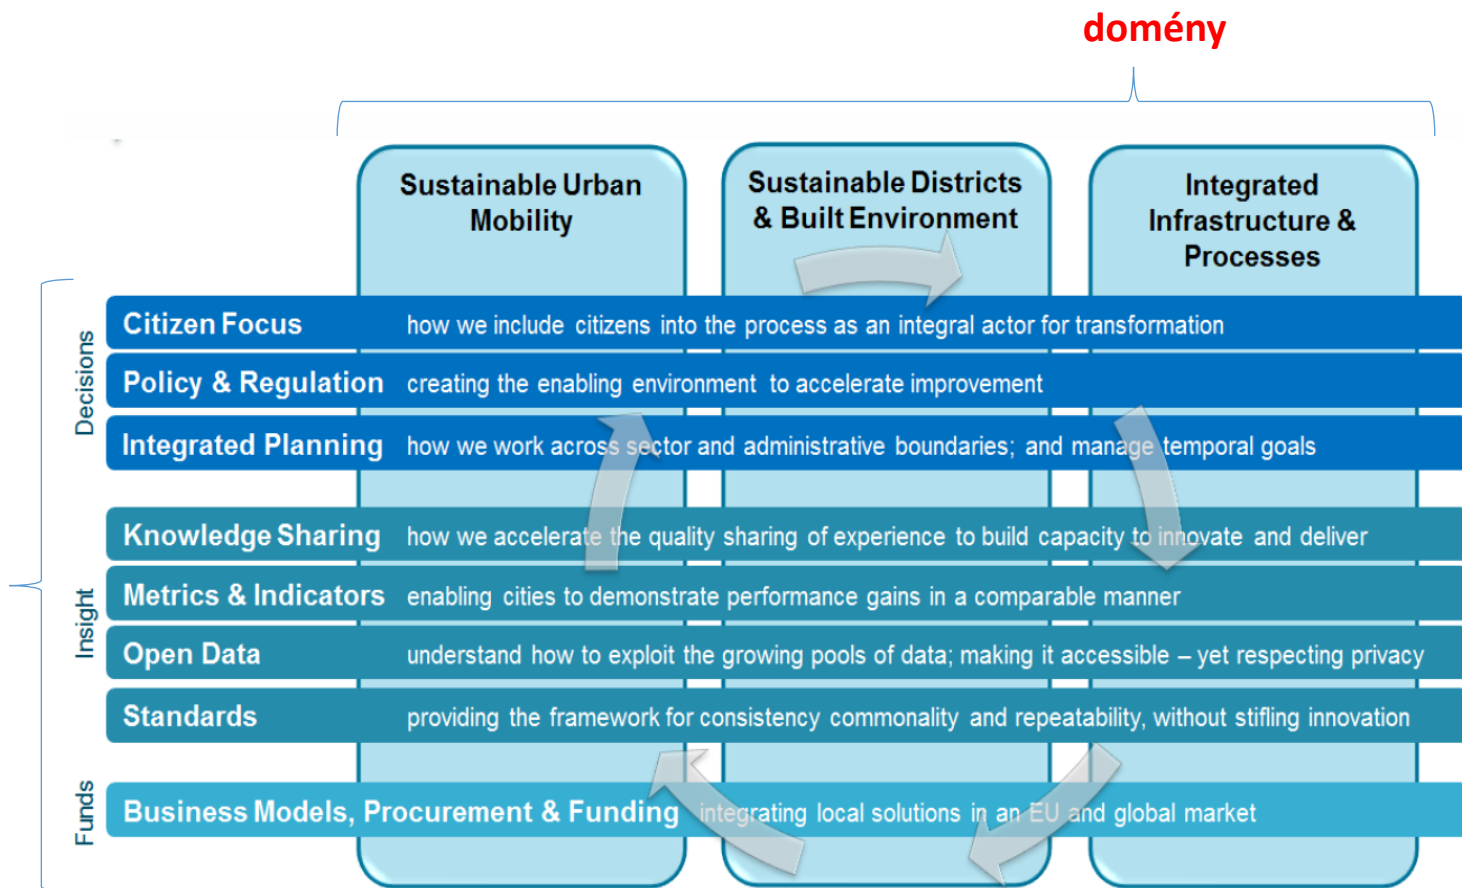 domény
Sustainable Urban
Mobility
Sustainable Districts
& Built Environment
Integrated
Infrastructure &
Processes
Decisions
Citizen Focus how we include citizens into the process as an integral actor for transformation
Policy & Regulation creating the enabling environment to accelerate improvement
Integrated Planning how we work across sector and administrative boundaries; and manage temporal goals
Insight
Knowledge Sharing how we accelerate the quality sharing of experience to build capacity to innovate and deliver
Metrics & Indicators enabling cities to demonstrate performance gains in a comparable manner
Open Data understand how to exploit the growing pools of data; making it accessible – yet respecting privacy
Standards providing the framework for consistency commonality and repeatability, without stifling innovation
Funds
Business Models, Procurement & Funding integrating local solutions in an EU and global market